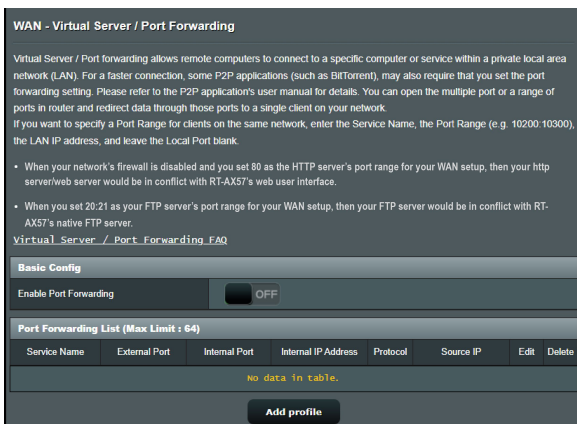 WAN - Virtual Server / Port Forwarding
Virtual Server / Port forwarding allows remote computers to connect to a specific computer or service within a private local area
network (LAN). For a faster connection, some P2P applications (such as BitTorrent), may also require that you set the port
forwarding setting. Please refer to the P2P application's user manual for details. You can open the multiple port or a range of
ports in router and redirect data through those ports to a single client on your network.
If you want to specify a Port Range for clients on the same network, enter the Service Name, the Port Range (e.g. 10200:10300),
the LAN IP address, and leave the Local Port blank.
• When your network's firewall is disabled and you set 80 as the HTTP server's port range for your WAN setup, then your http
server/web server would be in conflict with RT-AX57's web user interface.
• When you set 20:21 as your FTP server's port range for your WAN setup, then your FTP server would be in conflict with RT-
AX57's native FTP server.
Virtual Server / Port Forwarding FAQ
Basic Config
Enable Port Forwarding OFF
Port Forwarding List (Max Limit : 64)
Service Name External Port Internal Port Internal IP Address Protocol Source IP Edit Delete
No data in table.
Add profile